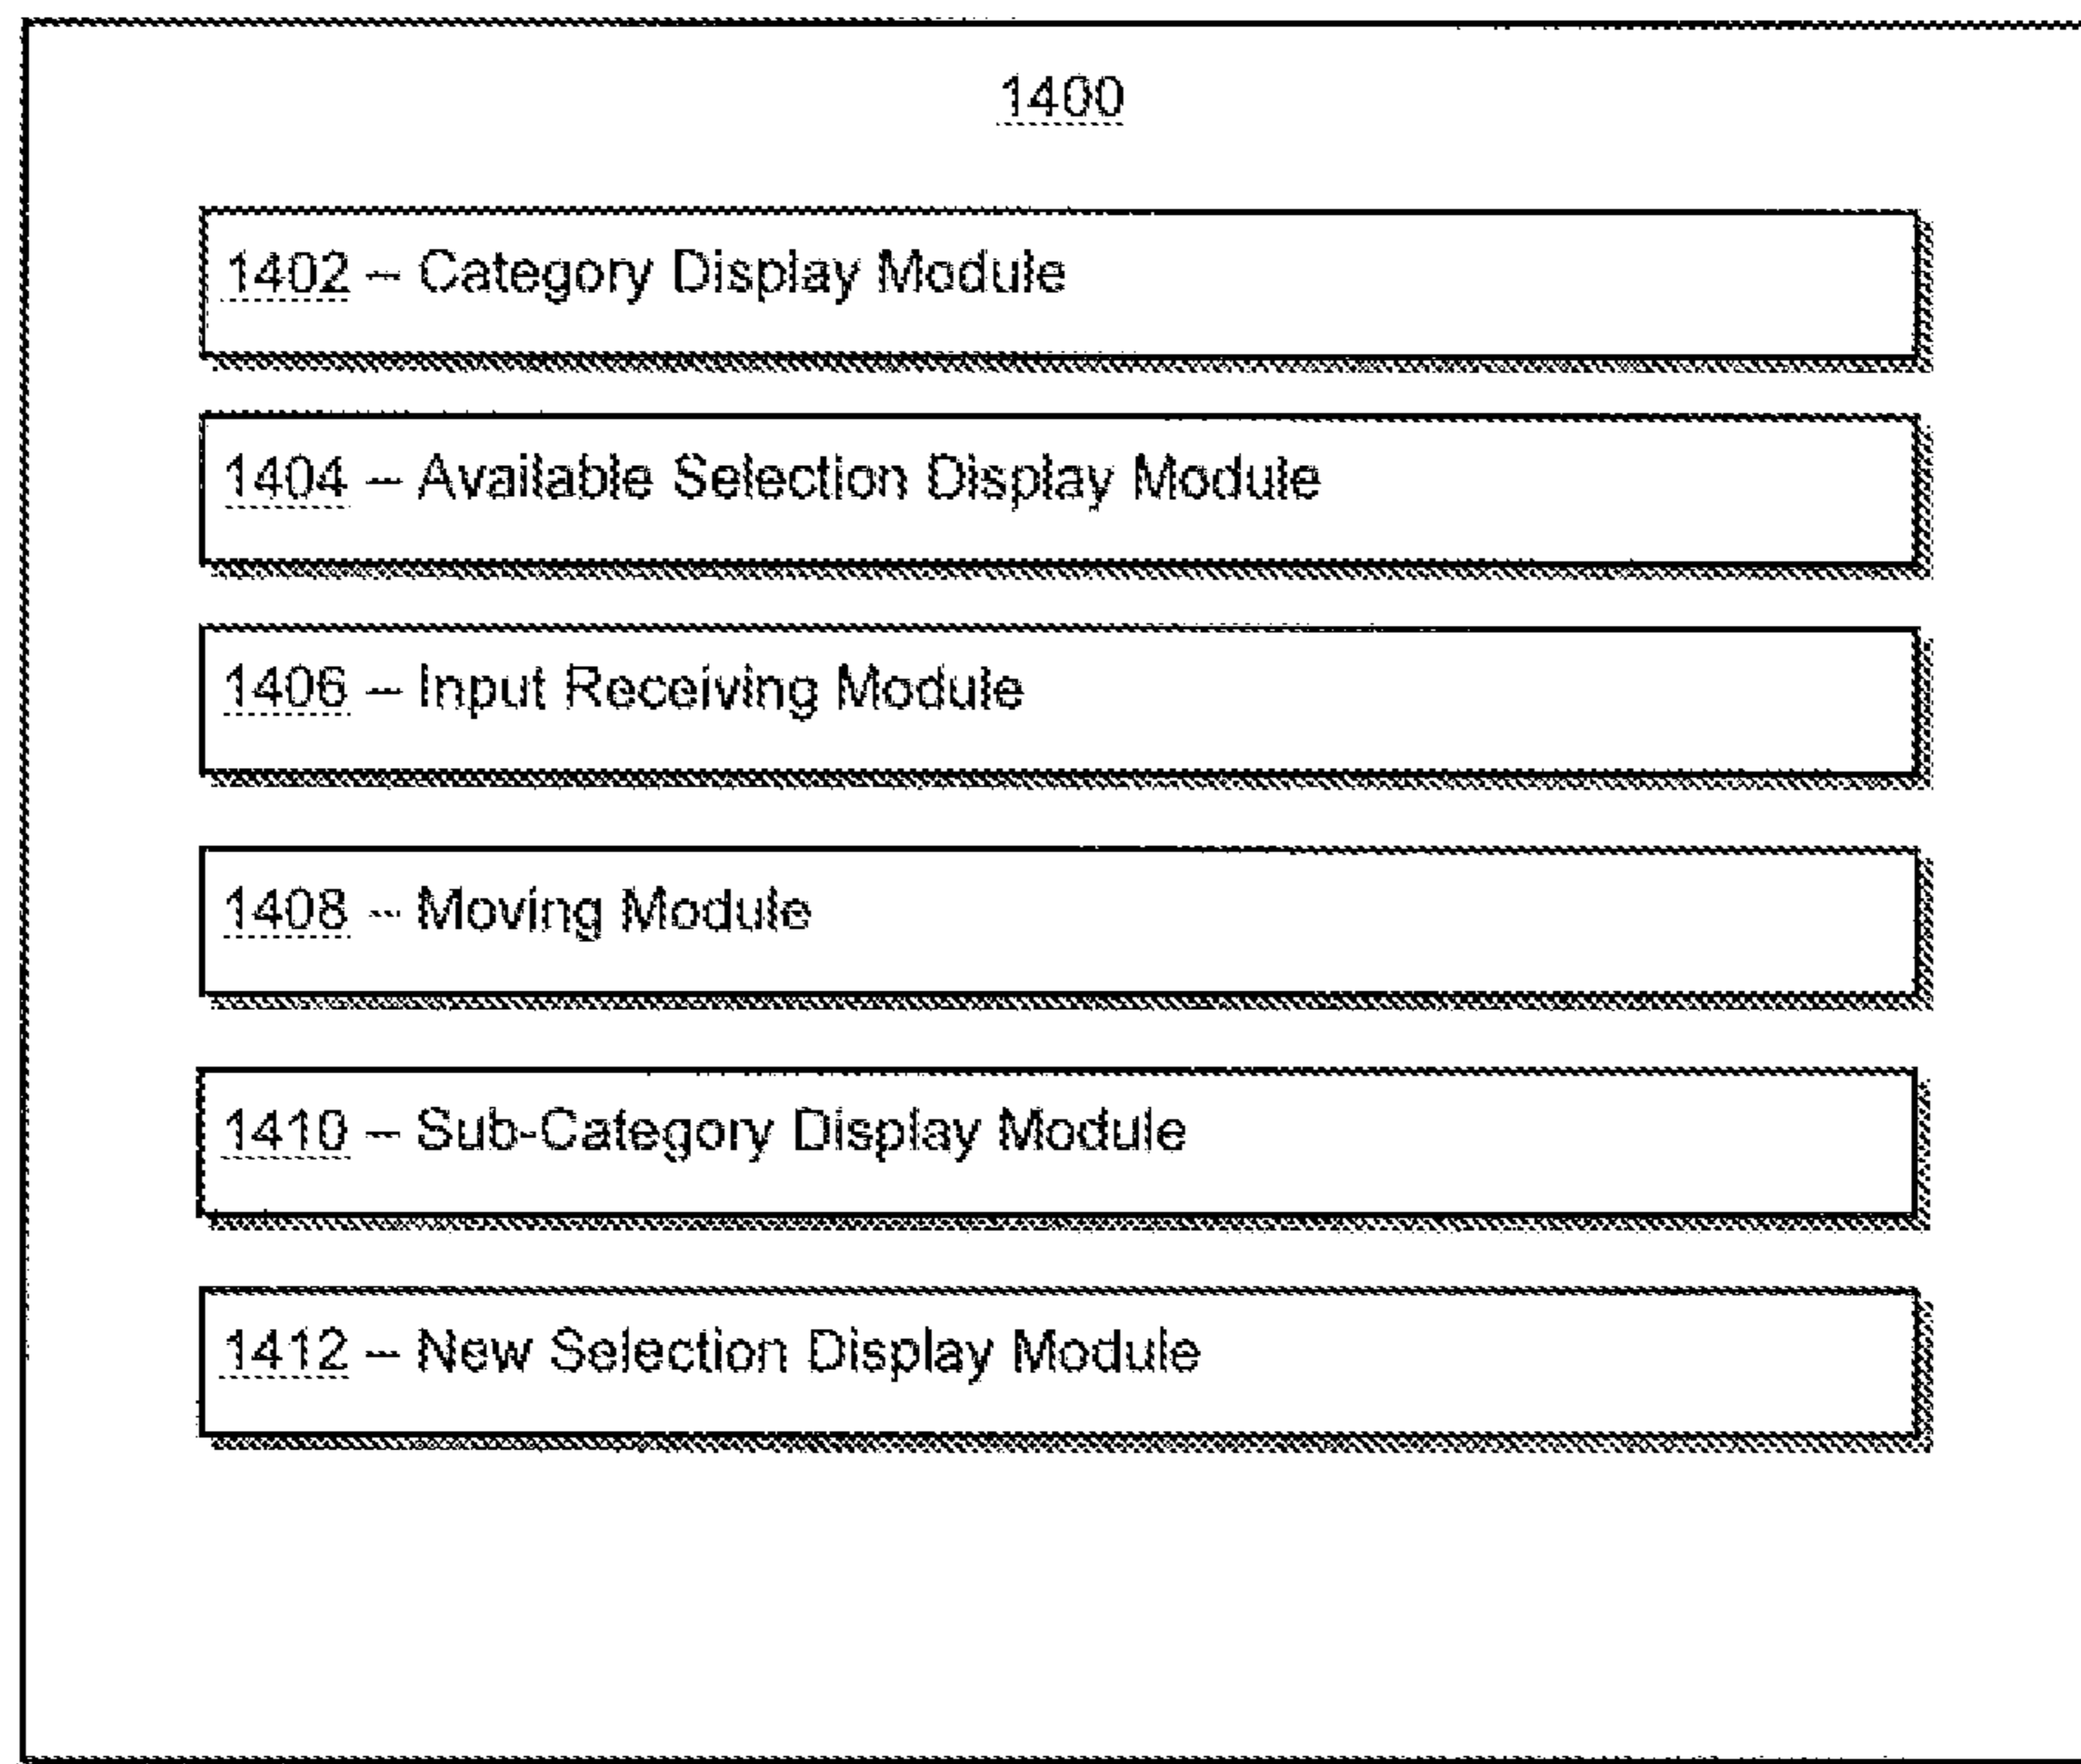 1400
1402 – Category Display Module
1404 – Available Selection Display Module
1406 – Input Receiving Module
1408 – Moving Module
1410 – Sub-Category Display Module
1412 – New Selection Display Module